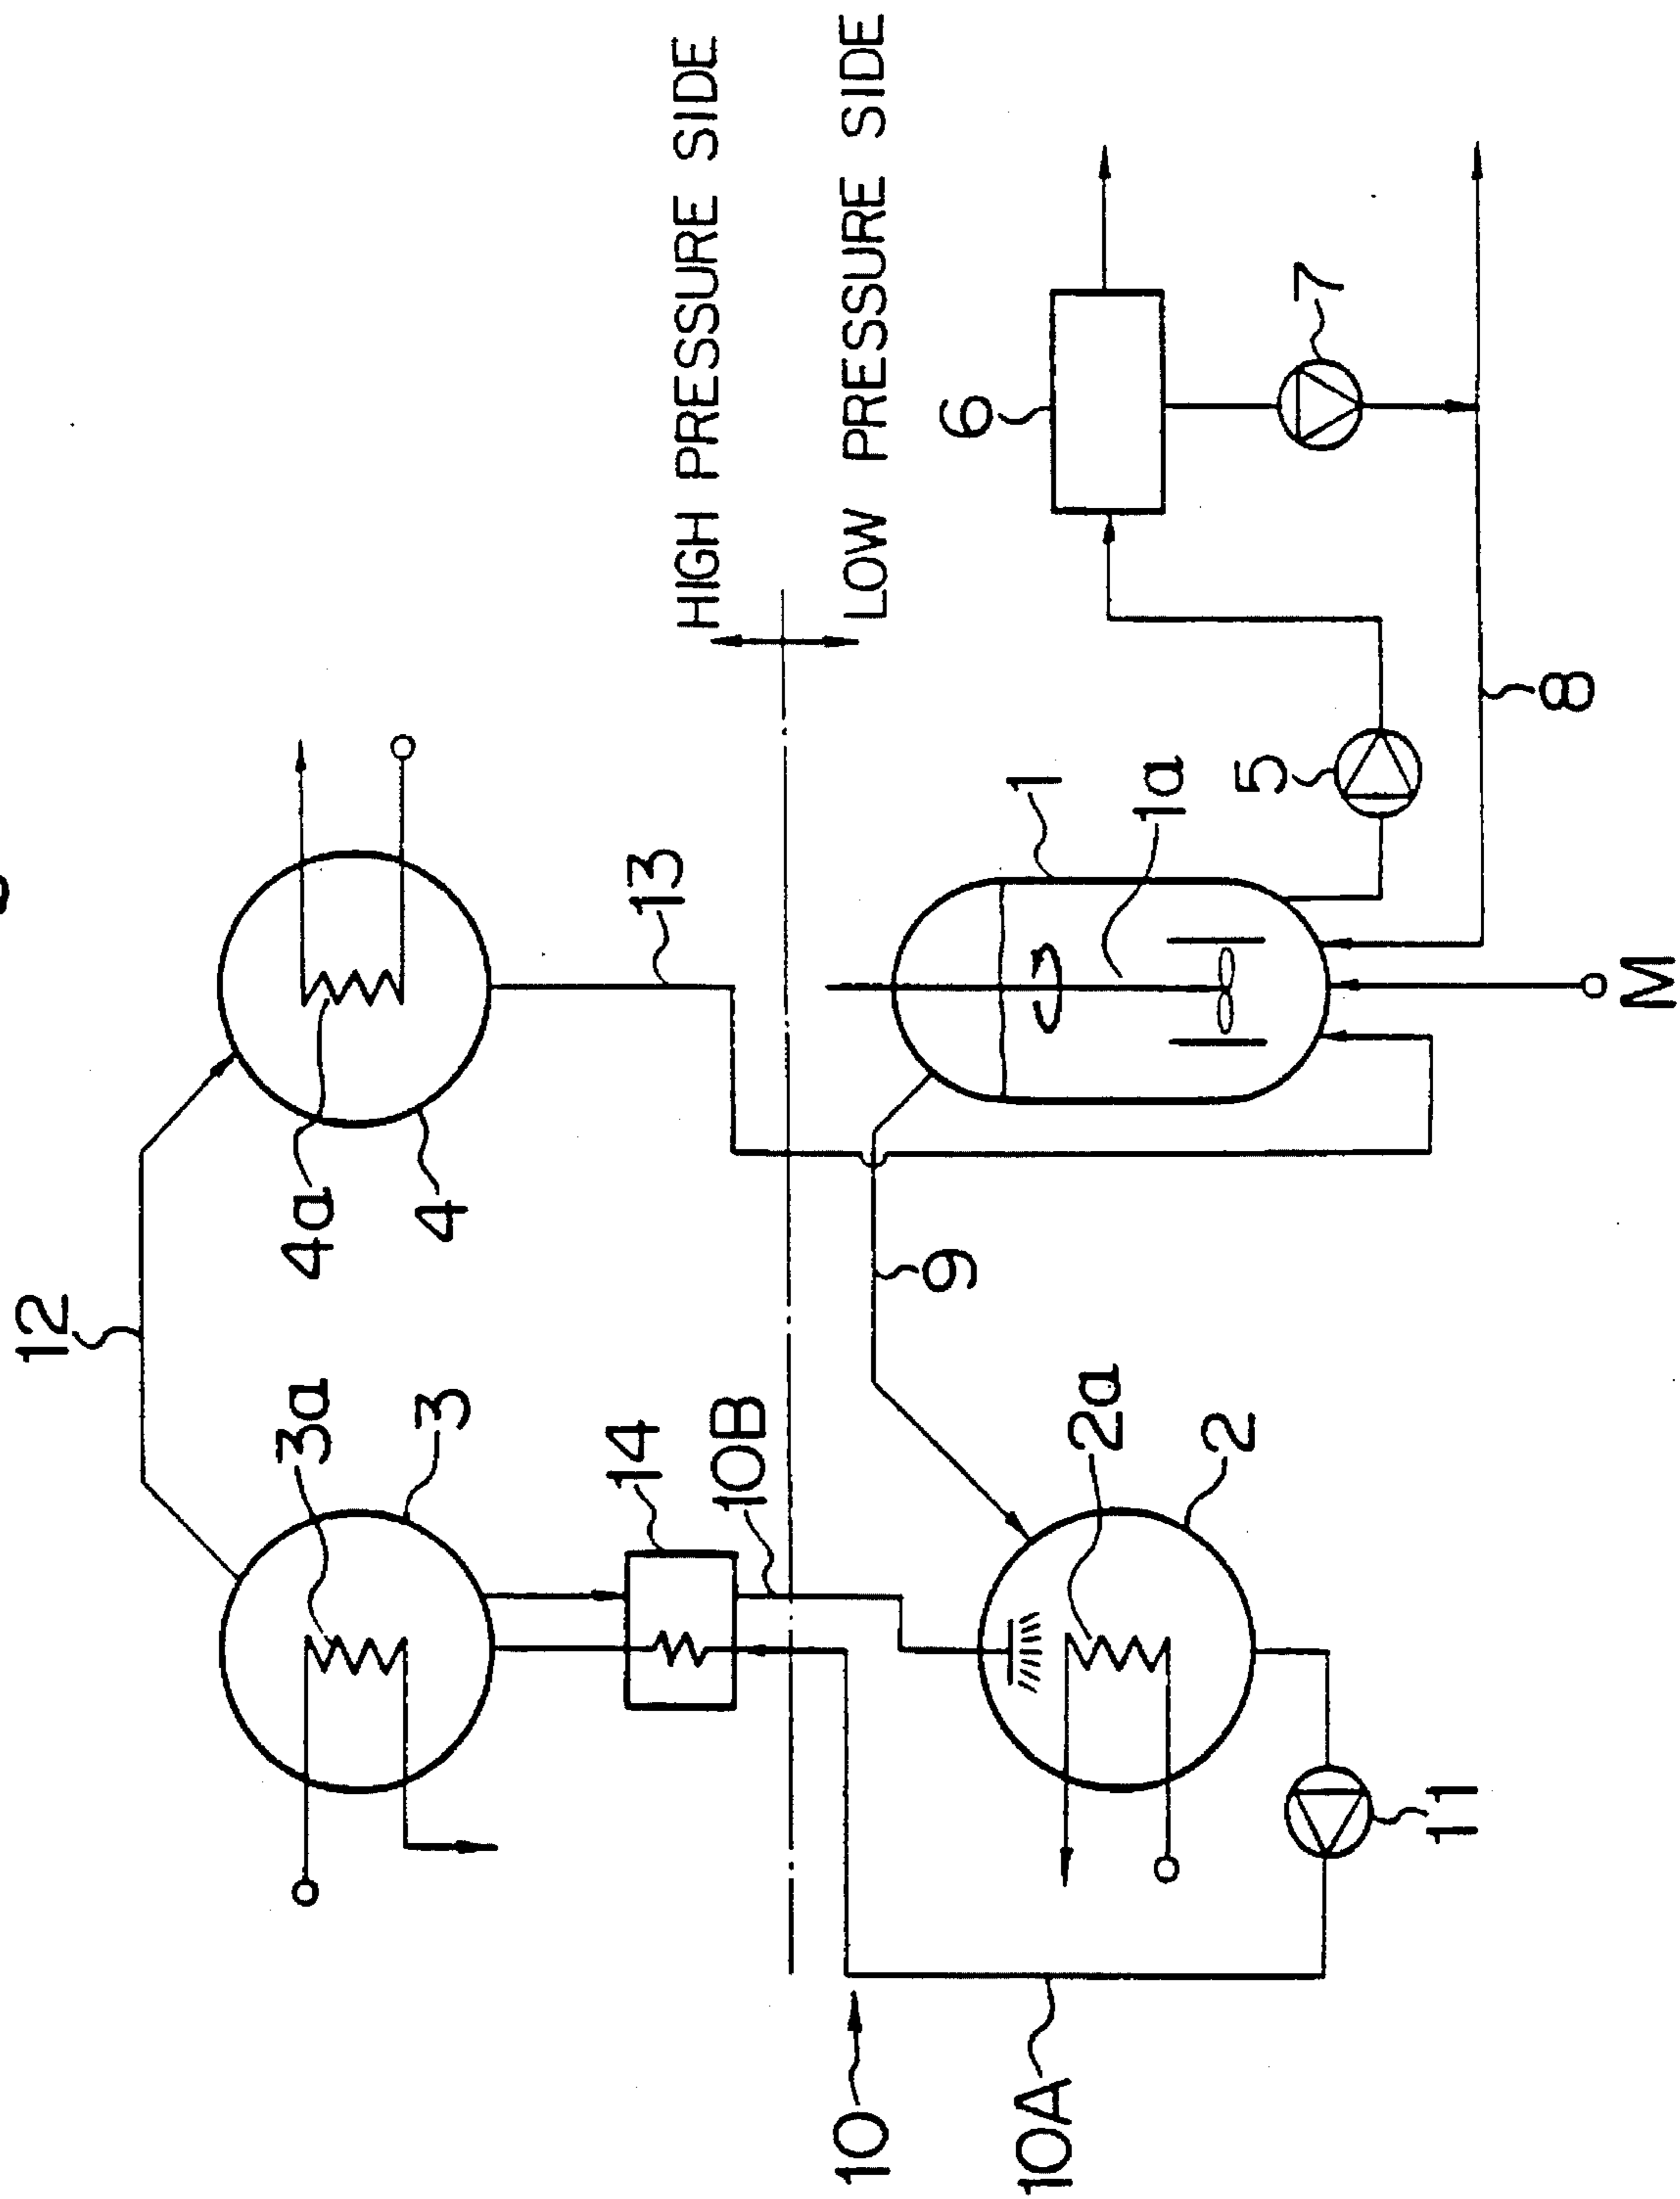 12
3a
3
4a
4
13
14
10B
HIGH PRESSURE SIDE
LOW PRESSURE SIDE
10
10A
9
2a
2
11
1
1a
5
6
7
8
M